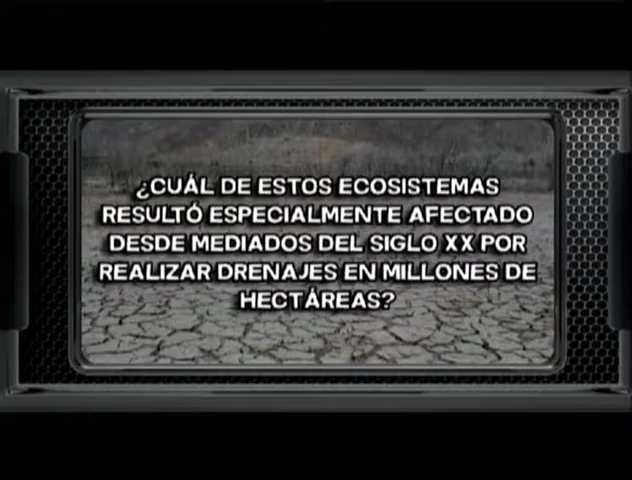 ¿CUÁL DE ESTOS ECOSISTEMAS
RESULTÓ ESPECIALMENTE AFECTADO
DESDE MEDIADOS DEL SIGLO XX POR
REALIZAR DRENAJES EN MILLONES DE
HECTÁREAS?